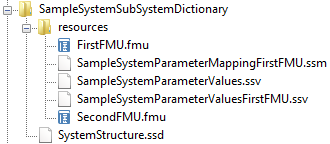 SampleSystemSubSystemDictionary
resources
FirstFMU.fmu
SampleSystemParameterMappingFirstFMU.ssm
SampleSystemParameterValues.ssv
SampleSystemParameterValuesFirstFMU.ssv
SecondFMU.fmu
SystemStructure.ssd